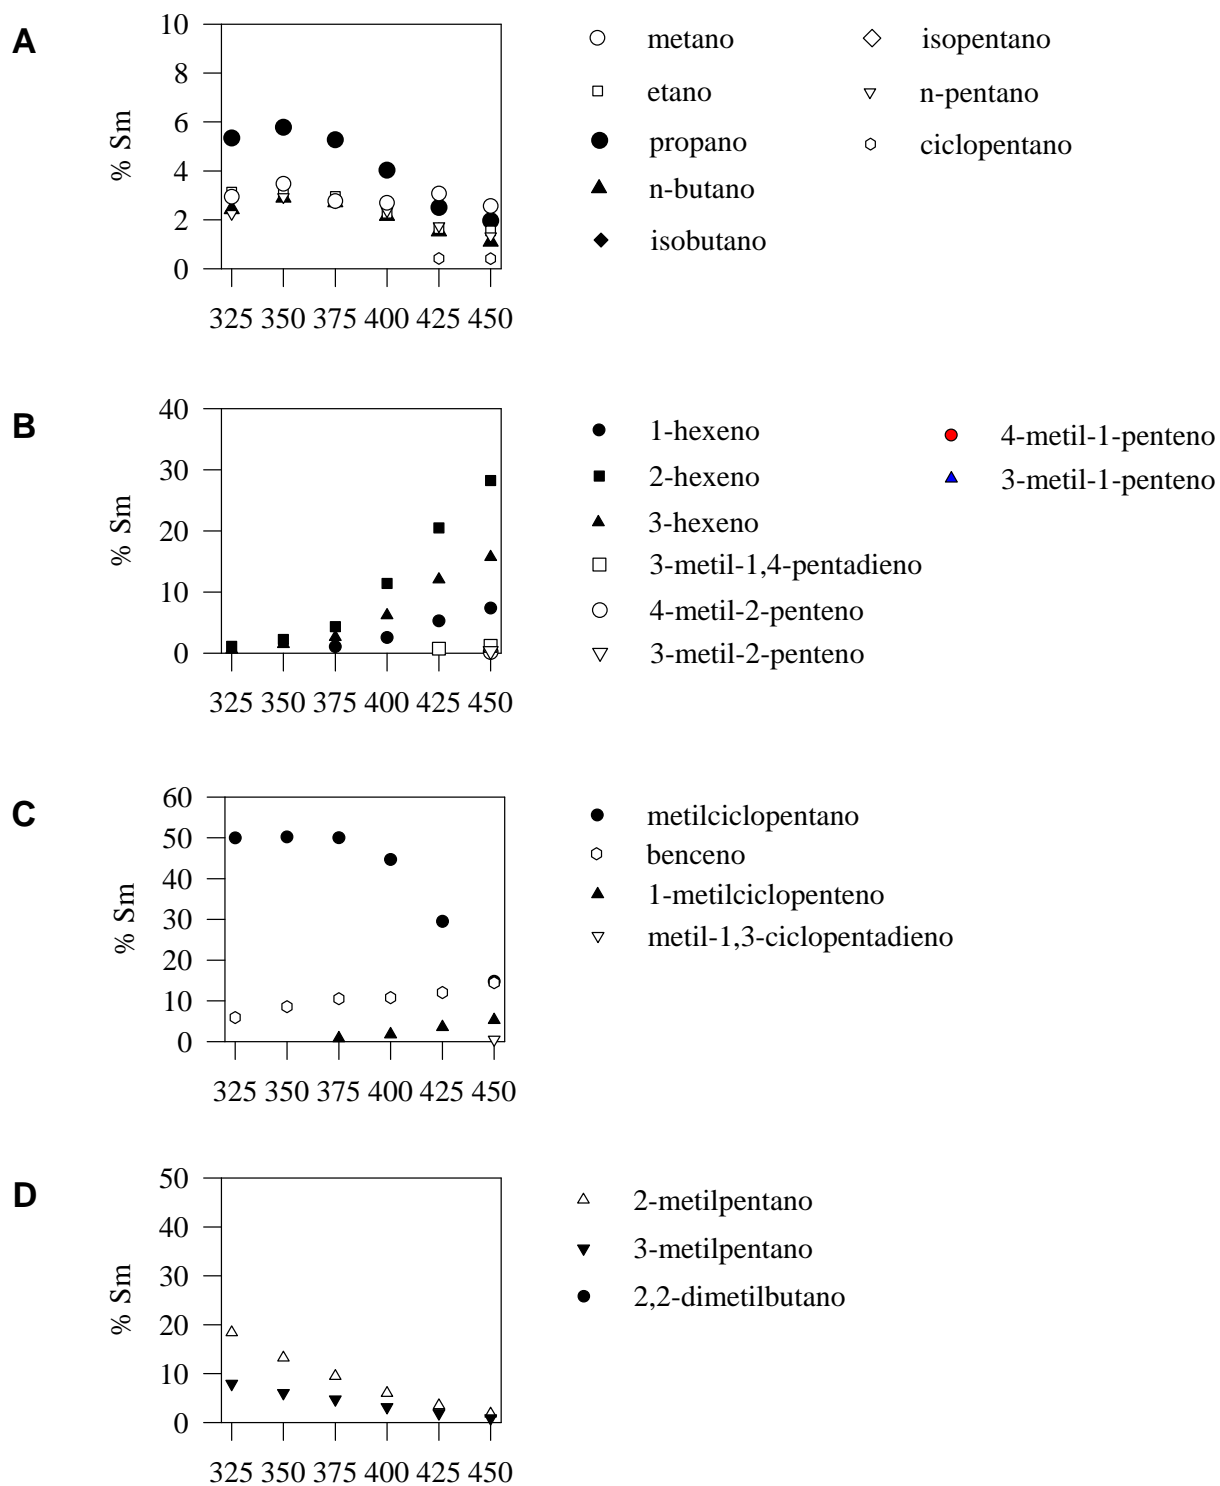 A
10
8
6
4
2
0
% Sm
325 350 375 400 425 450
metano
etano
propano
n-butano
isobutano
isopentano
n-pentano
ciclopentano
B
40
30
20
10
0
% Sm
325 350 375 400 425 450
1-hexeno
2-hexeno
3-hexeno
3-metil-1,4-pentadieno
4-metil-2-penteno
3-metil-2-penteno
4-metil-1-penteno
3-metil-1-penteno
C
60
50
40
30
20
10
0
% Sm
325 350 375 400 425 450
metilciclopentano
benceno
1-metilciclopenteno
metil-1,3-ciclopentadieno
D
50
40
30
20
10
0
% Sm
325 350 375 400 425 450
2-metilpentano
3-metilpentano
2,2-dimetilbutano